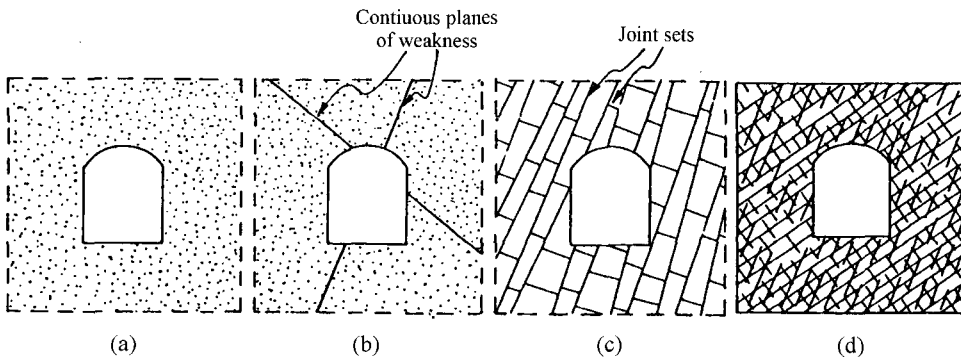 Contiuous planes
of weakness
Joint sets
(a)
(b)
(c)
(d)